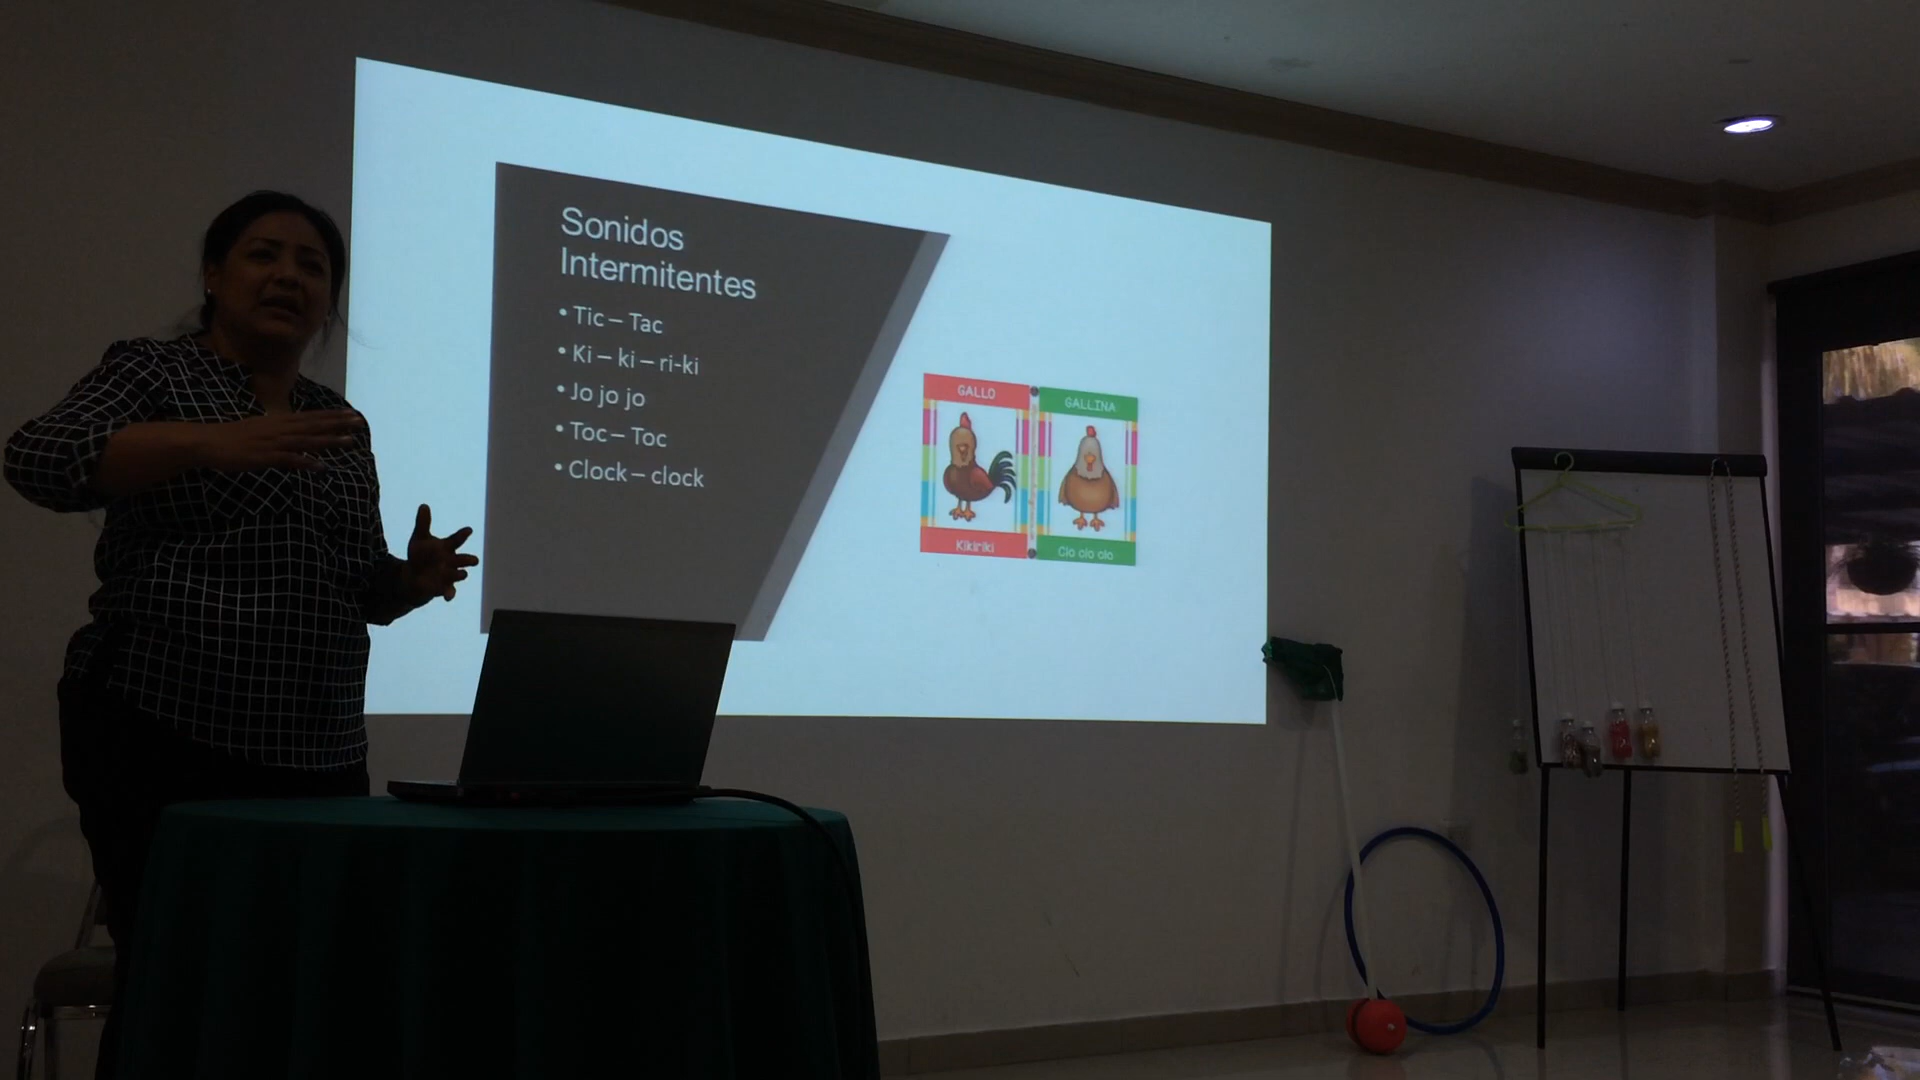 Sonidos
Intermitentes
• Tic – Tac
• Ki – ki – ri-ki
• Jo jo jo
• Toc – Toc
• Clock – clock
GALLO
GALLINA
Kikiriki
Clo clo clo